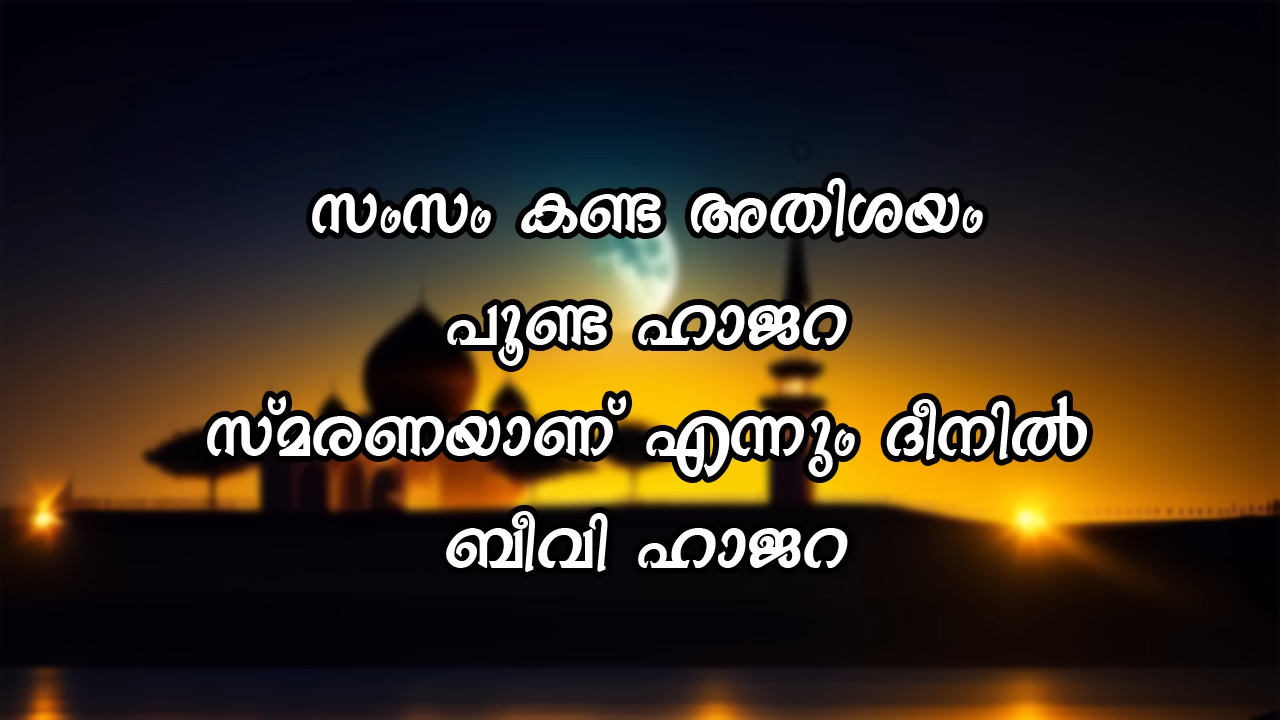 സംസം കണ്ട അതിശയം
പൂണ്ട ഹാജറ
സ്മരണയാണ് എന്നും ദീനിൽ
ബീവി ഹാജറ